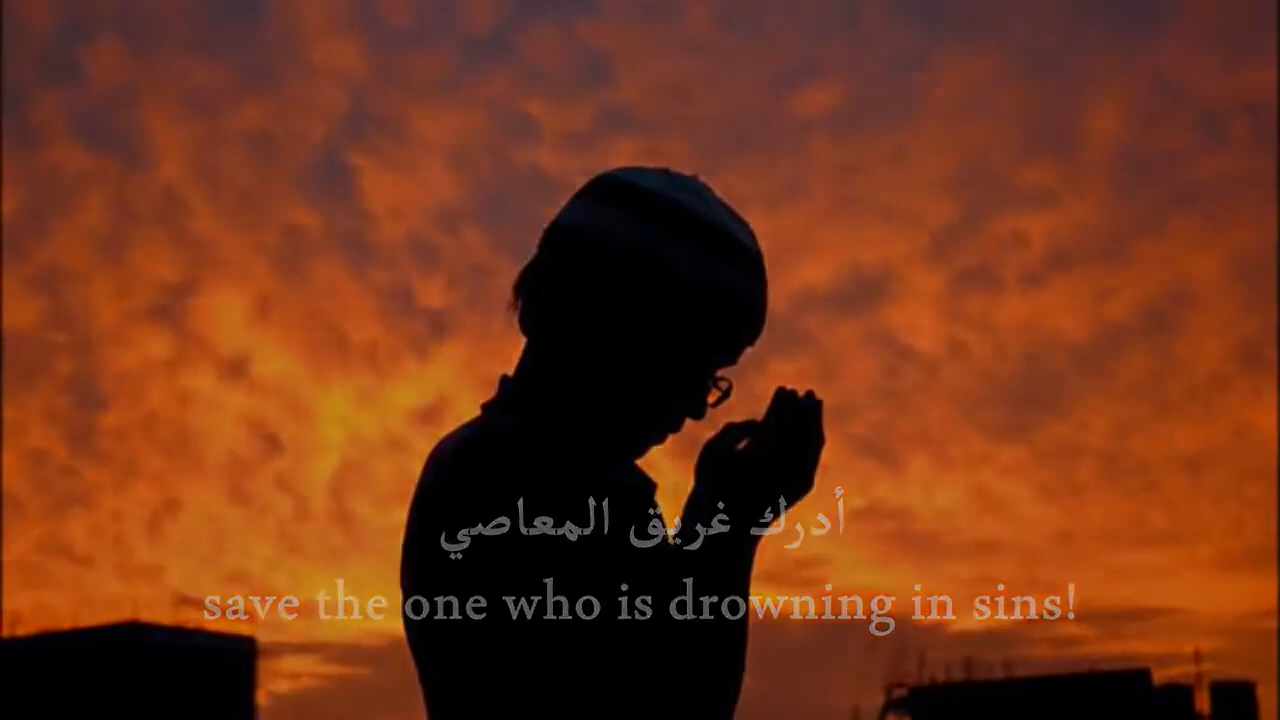 أدرك غريق المعاصي
save the one who is drowning in sins!